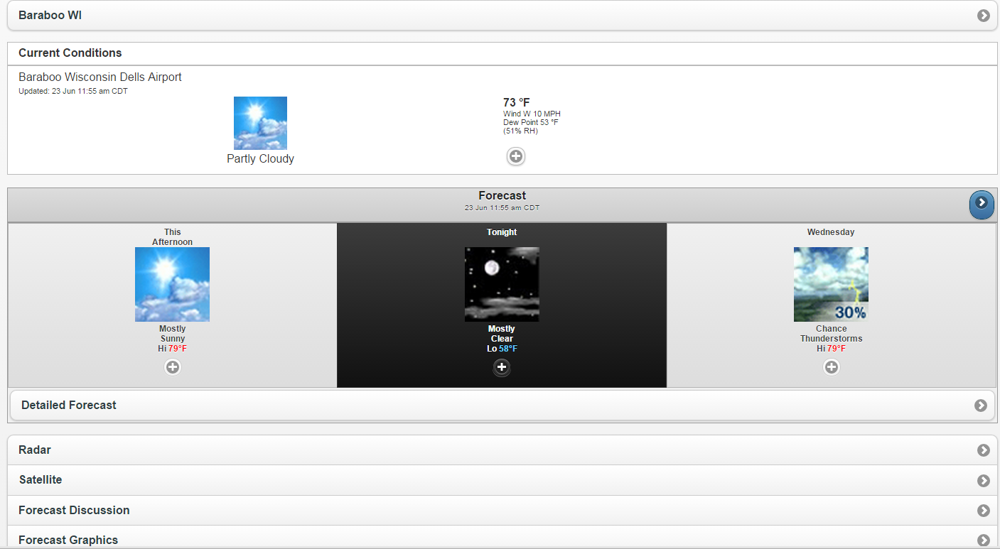 Baraboo WI
Current Conditions
Baraboo Wisconsin Dells Airport
Updated: 23 Jun 11:55 am CDT
Partly Cloudy
73 °F
Wind W 10 MPH
Dew Point 53 °F
(51% RH)
Forecast
23 Jun 11:55 am CDT
This
Afternoon
Mostly
Sunny
Hi 79°F
Tonight
Mostly
Clear
Lo 58°F
Wednesday
30%
Chance
Thunderstorms
Hi 79°F
Detailed Forecast
Radar
Satellite
Forecast Discussion
Forecast Graphics